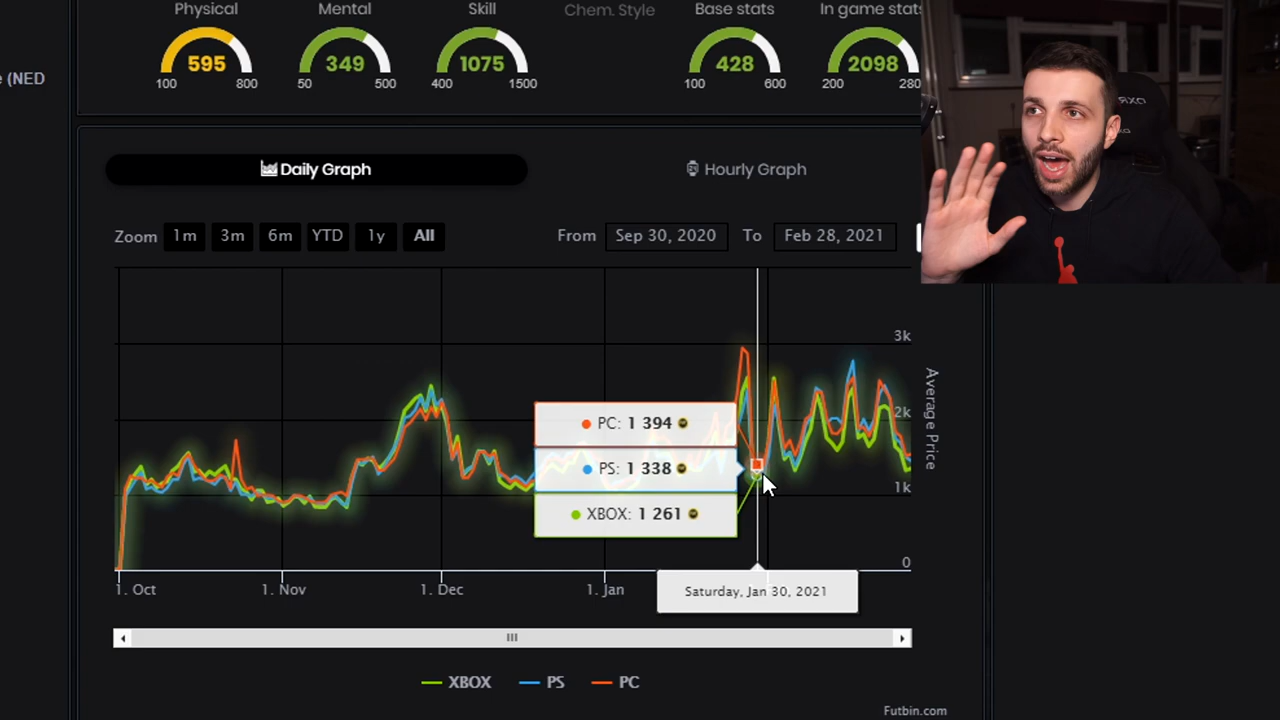 Physical
Mental
Skill
Chem. Style
Base stats
In game stats
595
349
1075
428
2098
100
800
50
500
400
1500
100
600
200
280
(NED
Daily Graph
Hourly Graph
Zoom 1m 3m 6m YTD 1y All
From Sep 30, 2020 To Feb 28, 2021
3k
2k
1k
0
Average Price
PC: 1 394
PS: 1 338
XBOX: 1 261
1. Oct
1. Nov
1. Dec
1. Jan
Saturday, Jan 30, 2021
XBOX PS PC
Futbin.com